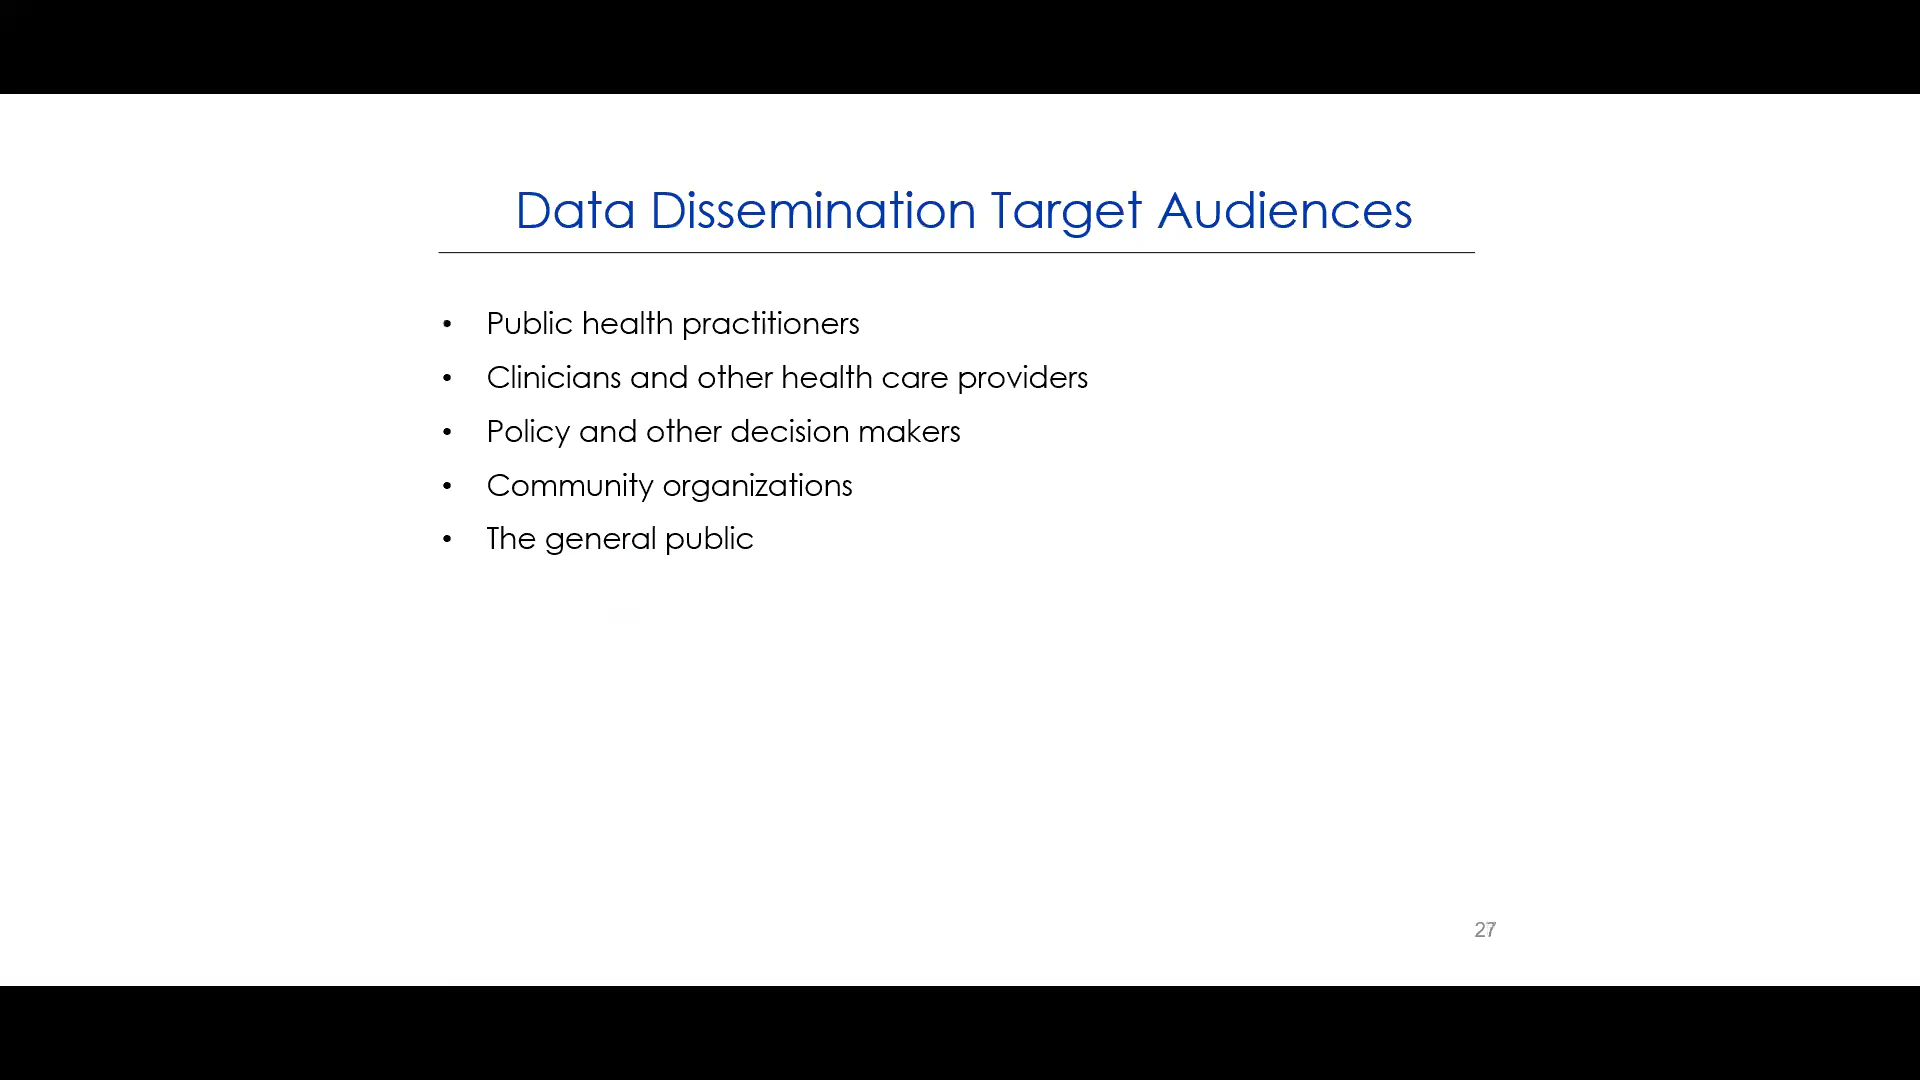 Data Dissemination Target Audiences
• Public health practitioners
• Clinicians and other health care providers
• Policy and other decision makers
• Community organizations
• The general public
27